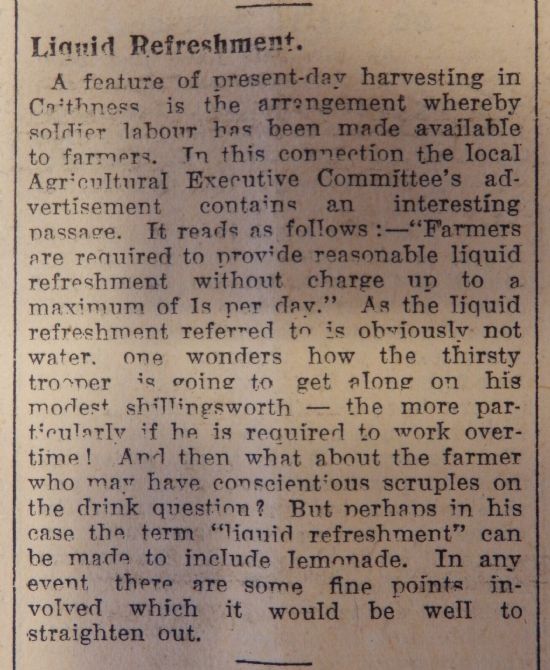 Liquid Refreshment.
A feature of present-day harvesting in
Caithness is the arrangement whereby
soldier labour has been made available
to farmers. In this connection the local
Agricultural Executive Committee's ad-
vertisement contains an interesting
passage. It reads as follows :—"Farmers
are required to provide reasonable liquid
refreshment without charge up to a
maximum of 1s per day." As the liquid
refreshment referred to is obviously not
water, one wonders how the thirsty
trooper is going to get along on his
modest shillingsworth — the more par-
ticularly if he is required to work over-
time! And then what about the farmer
who may have conscientious scruples on
the drink question? But perhaps in his
case the term "liquid refreshment" can
be made to include lemonade. In any
event there are some fine points in-
volved which it would be well to
straighten out.